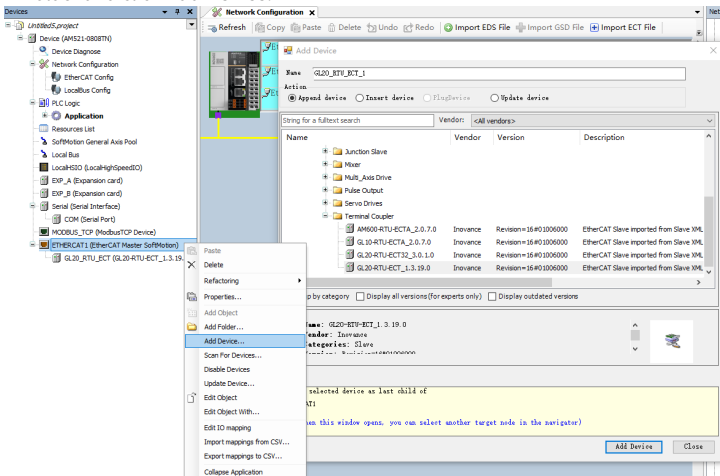 Devices
Untitled5.project
Device (AM521-0808TN)
Device Diagnose
Network Configuration
EtherCAT Config
LocalBus Config
PLC Logic
Application
Resources List
SoftMotion General Axis Pool
Local Bus
LocalHSIO (LocalHighSpeedIO)
EXP_A (Expansion card)
EXP_B (Expansion card)
Serial (Serial Interface)
COM (Serial Port)
MODBUS_TCP (ModbusTCP Device)
ETHERCAT1 (EtherCAT Master SoftMotion)
GL20_RTU_ECT (GL20-RTU-ECT_1.3.19.
Paste
Delete
Refactoring
Properties...
Add Object
Add Folder...
Add Device...
Scan For Devices...
Disable Devices
Update Device...
Edit Object
Edit Object With...
Edit IO mapping
Import mappings from CSV...
Export mappings to CSV...
Collapse Application
Network Configuration
Net
Refresh Copy Paste Delete Undo Redo Import EDS File Import GSD File Import ECT File
Add Device
Name GL20_RTU_ECT_1
Action
Append device Insert device PlugDevice Update device
String for a fulltext search Vendor: <All vendors>
Name Vendor Version Description
Junction Slave
Mixer
Multi_Axis Drive
Pulse Output
Servo Drives
Terminal Coupler
AM600-RTU-ECTA_2.0.7.0 Inovance Revision=16#01006000 EtherCAT Slave imported from Slave XML
GL10-RTU-ECTA_2.0.7.0 Inovance Revision=16#01006000 EtherCAT Slave imported from Slave XML
GL20-RTU-ECT32_3.0.1.0 Inovance Revision=16#01006000 EtherCAT Slave imported from Slave XML
GL20-RTU-ECT_1.3.19.0 Inovance Revision=16#01006000 EtherCAT Slave imported from Slave XML
p by category Display all versions(for experts only) Display outdated versions
ame: GL20-RTU-ECT_1.3.19.0
endor: Inovance
ategories: Slave
selected device as last child of
AT1
en this window opens, you can select another target node in the navigator)
Add Device Close